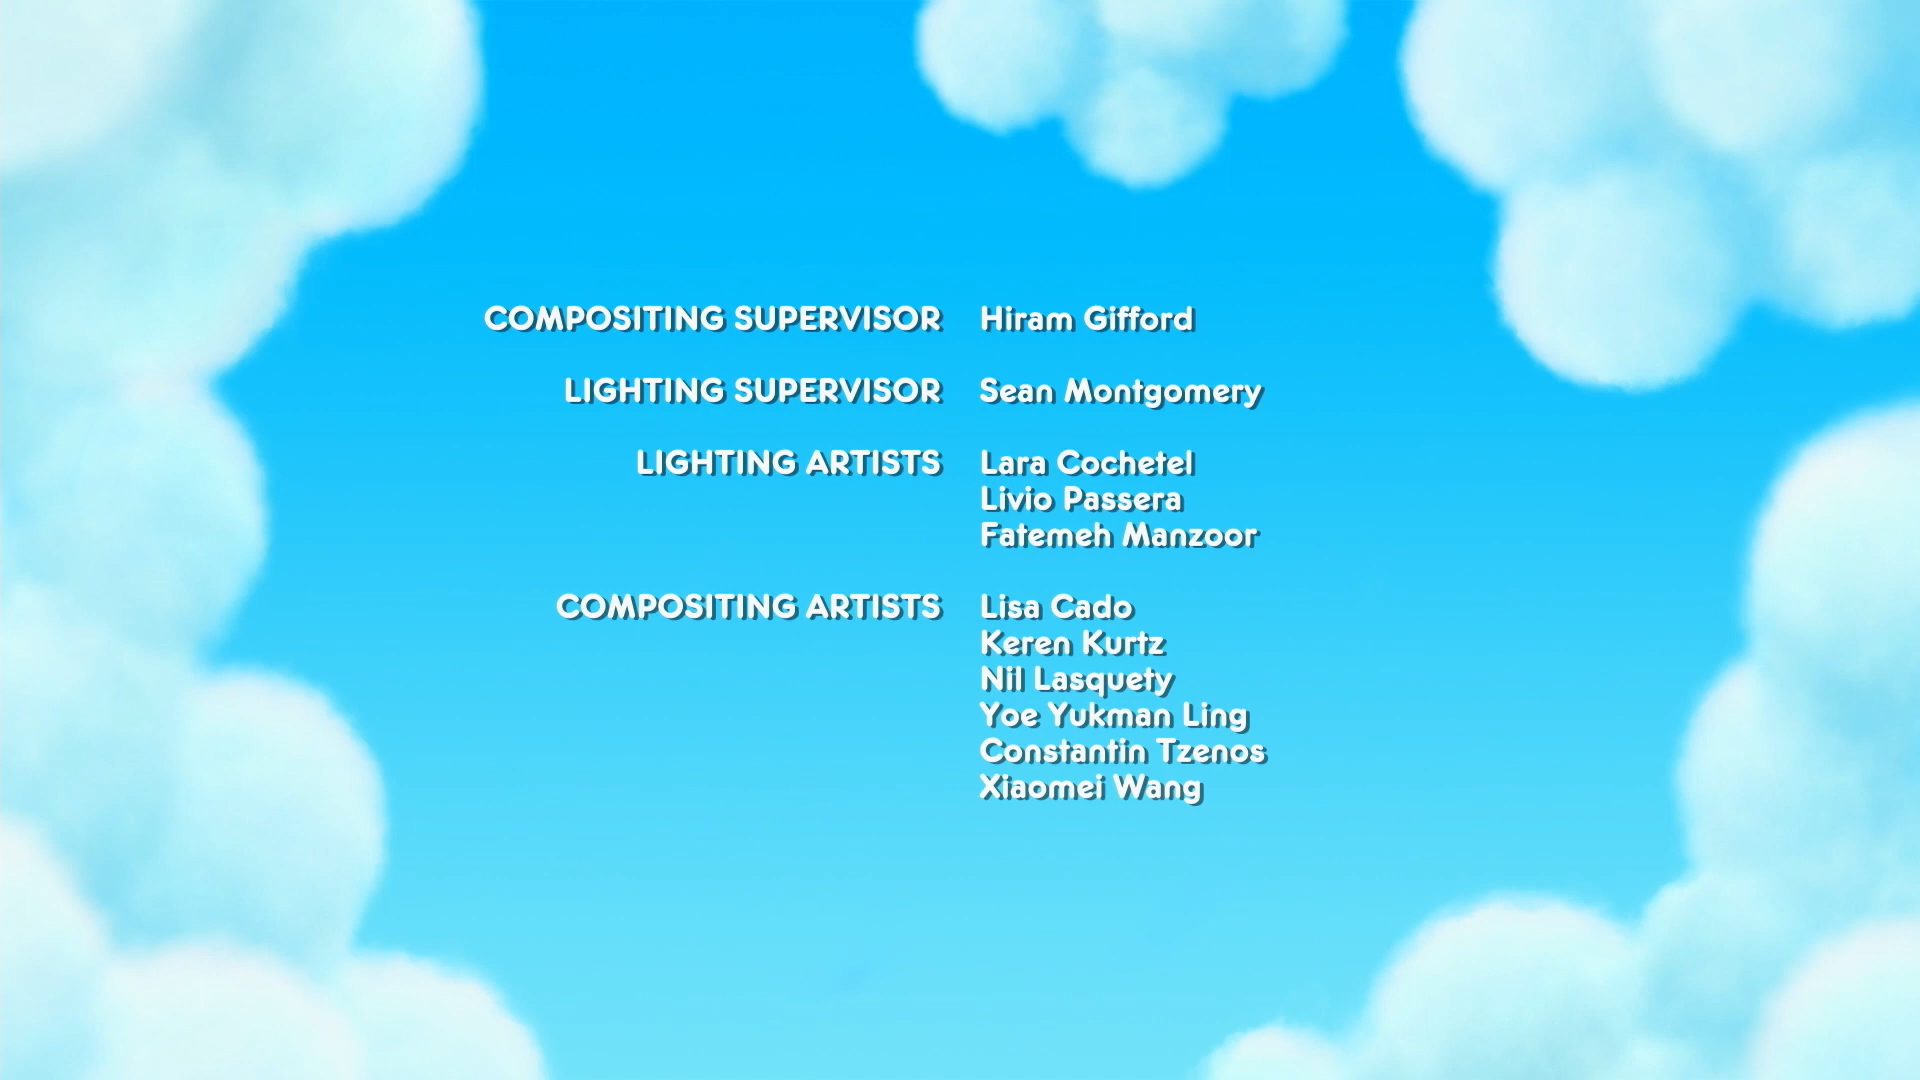 COMPOSITING SUPERVISOR Hiram Gifford
LIGHTING SUPERVISOR Sean Montgomery
LIGHTING ARTISTS Lara Cochetel
Livio Passera
Fatemeh Manzoor
COMPOSITING ARTISTS Lisa Cado
Keren Kurtz
Nil Lasquety
Yoe Yukman Ling
Constantin Tzenos
Xiaomei Wang